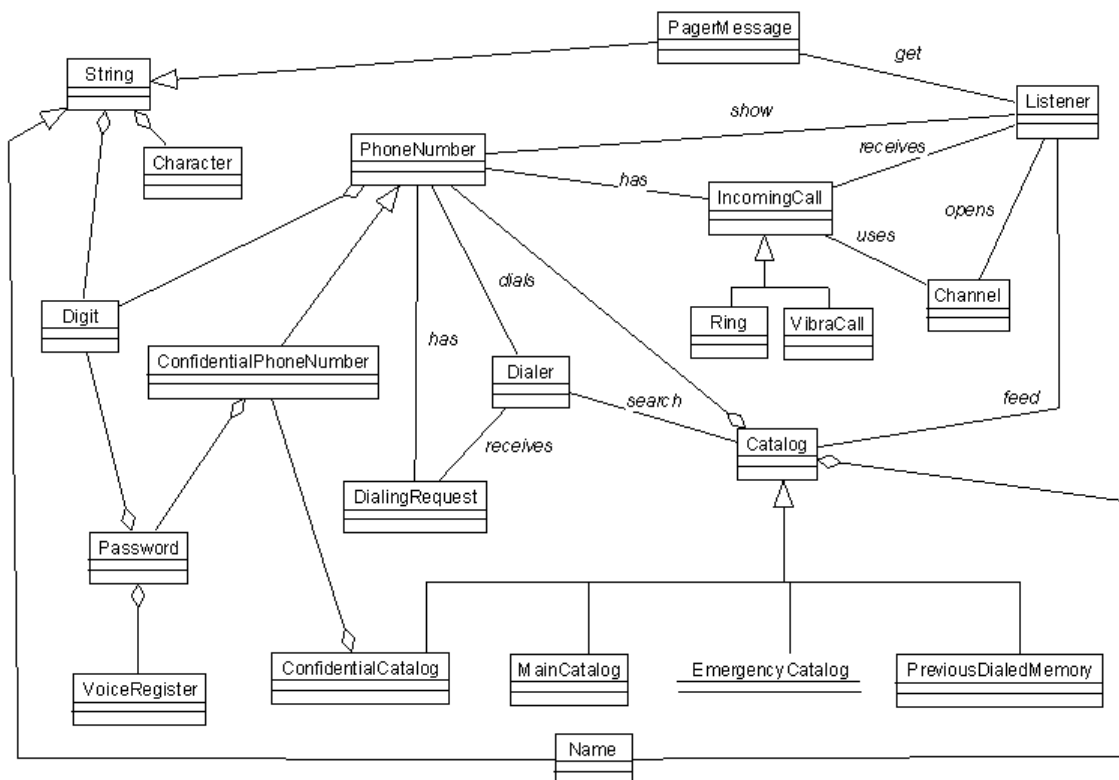 PagerMessage
String
get
Listener
show
PhoneNumber
receives
Character
has
IncomingCall
opens
uses
Channel
Digit
dials
Ring
VibraCall
has
ConfidentialPhoneNumber
Dialer
search
feed
Catalog
receives
DialingRequest
Password
ConfidentialCatalog
MainCatalog
EmergencyCatalog
PreviousDialedMemory
VoiceRegister
Name